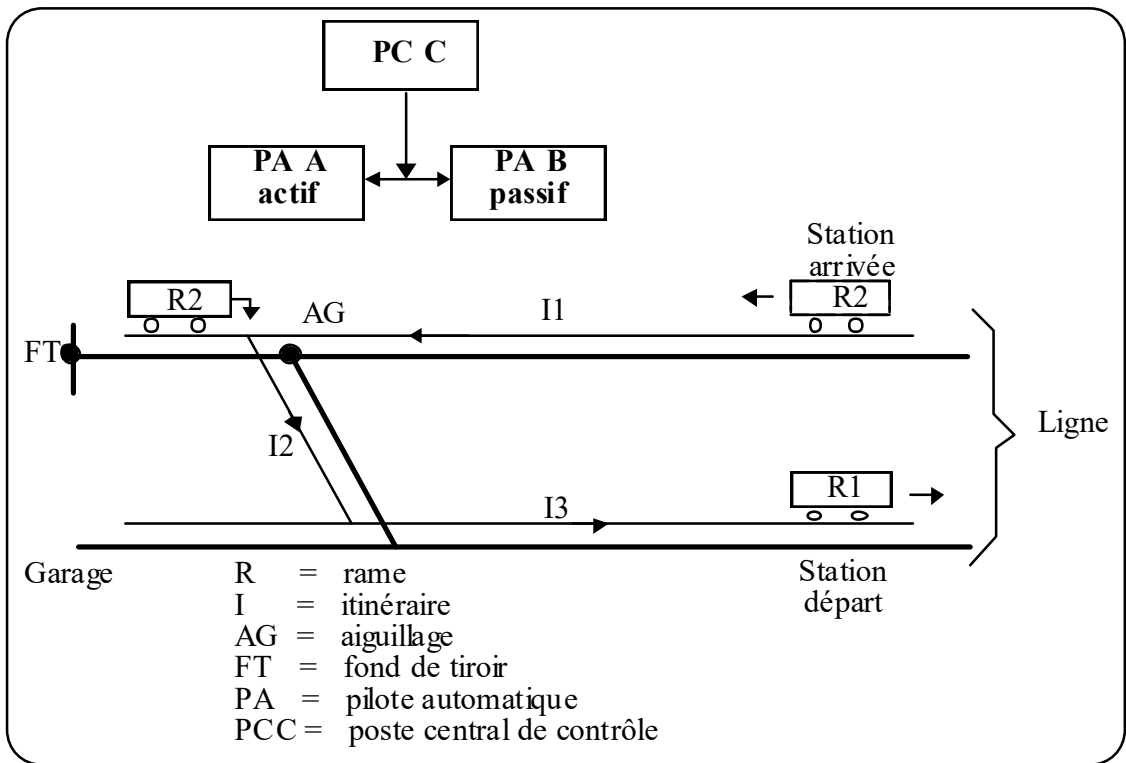 PC C
PA A
actif
PA B
passif
Station
arrivée
R2
AG
I1
R2
FT
I2
Ligne
R1
I3
Garage
Station
départ
R = rame
I = itinéraire
AG = aiguillage
FT = fond de tiroir
PA = pilote automatique
PCC = poste central de contrôle